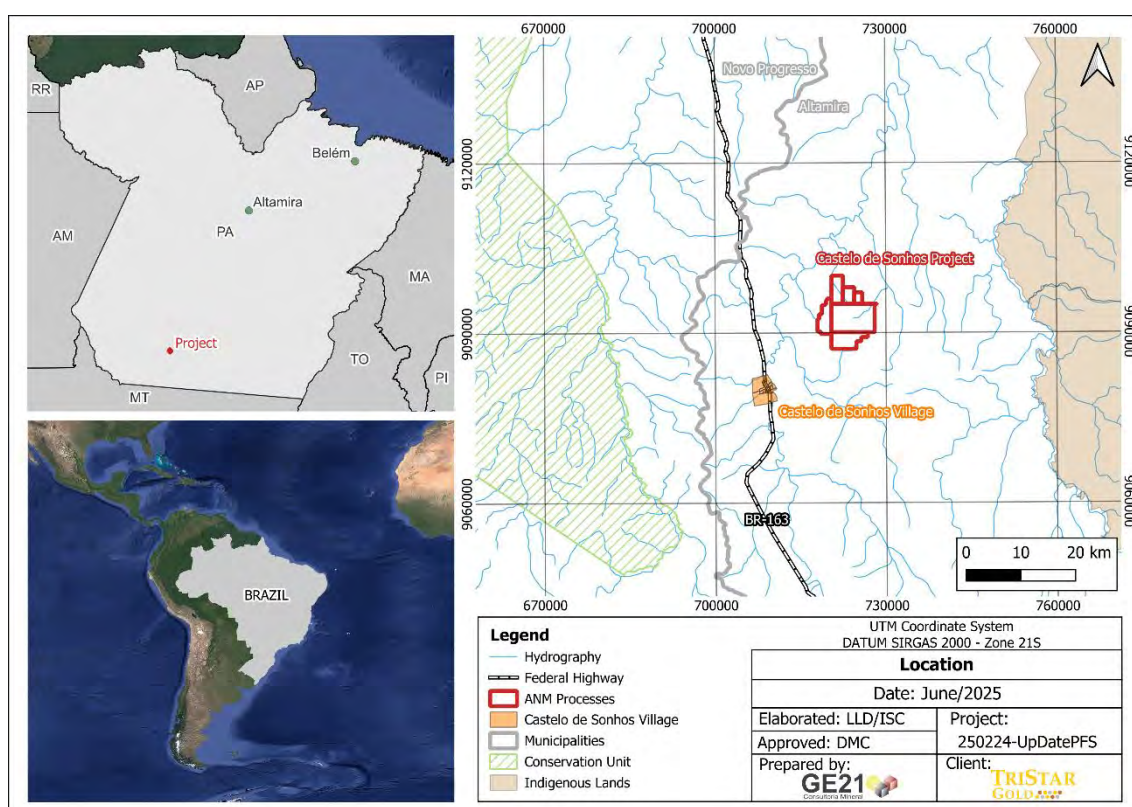 RR
AP
Belém
Altamira
PA
AM
MA
Project
TO
PI
MT
BRAZIL
670000
700000
730000
760000
Novo Progresso
Altamira
9120000
9120000
Castelo de Sonhos Project
9090000
9090000
Castelo de Sonhos Village
9060000
9060000
BR-163
0 10 20 km
670000
700000
730000
760000
Legend
Hydrography
Federal Highway
ANM Processes
Castelo de Sonhos Village
Municipalities
Conservation Unit
Indigenous Lands
UTM Coordinate System
DATUM SIRGAS 2000 - Zone 21S
Location
Date: June/2025
Elaborated: LLD/ISC
Project:
250224-UpDatePFS
Approved: DMC
Prepared by:
GE21
Consultoria Mineral
Client:
TRISTAR
GOLD